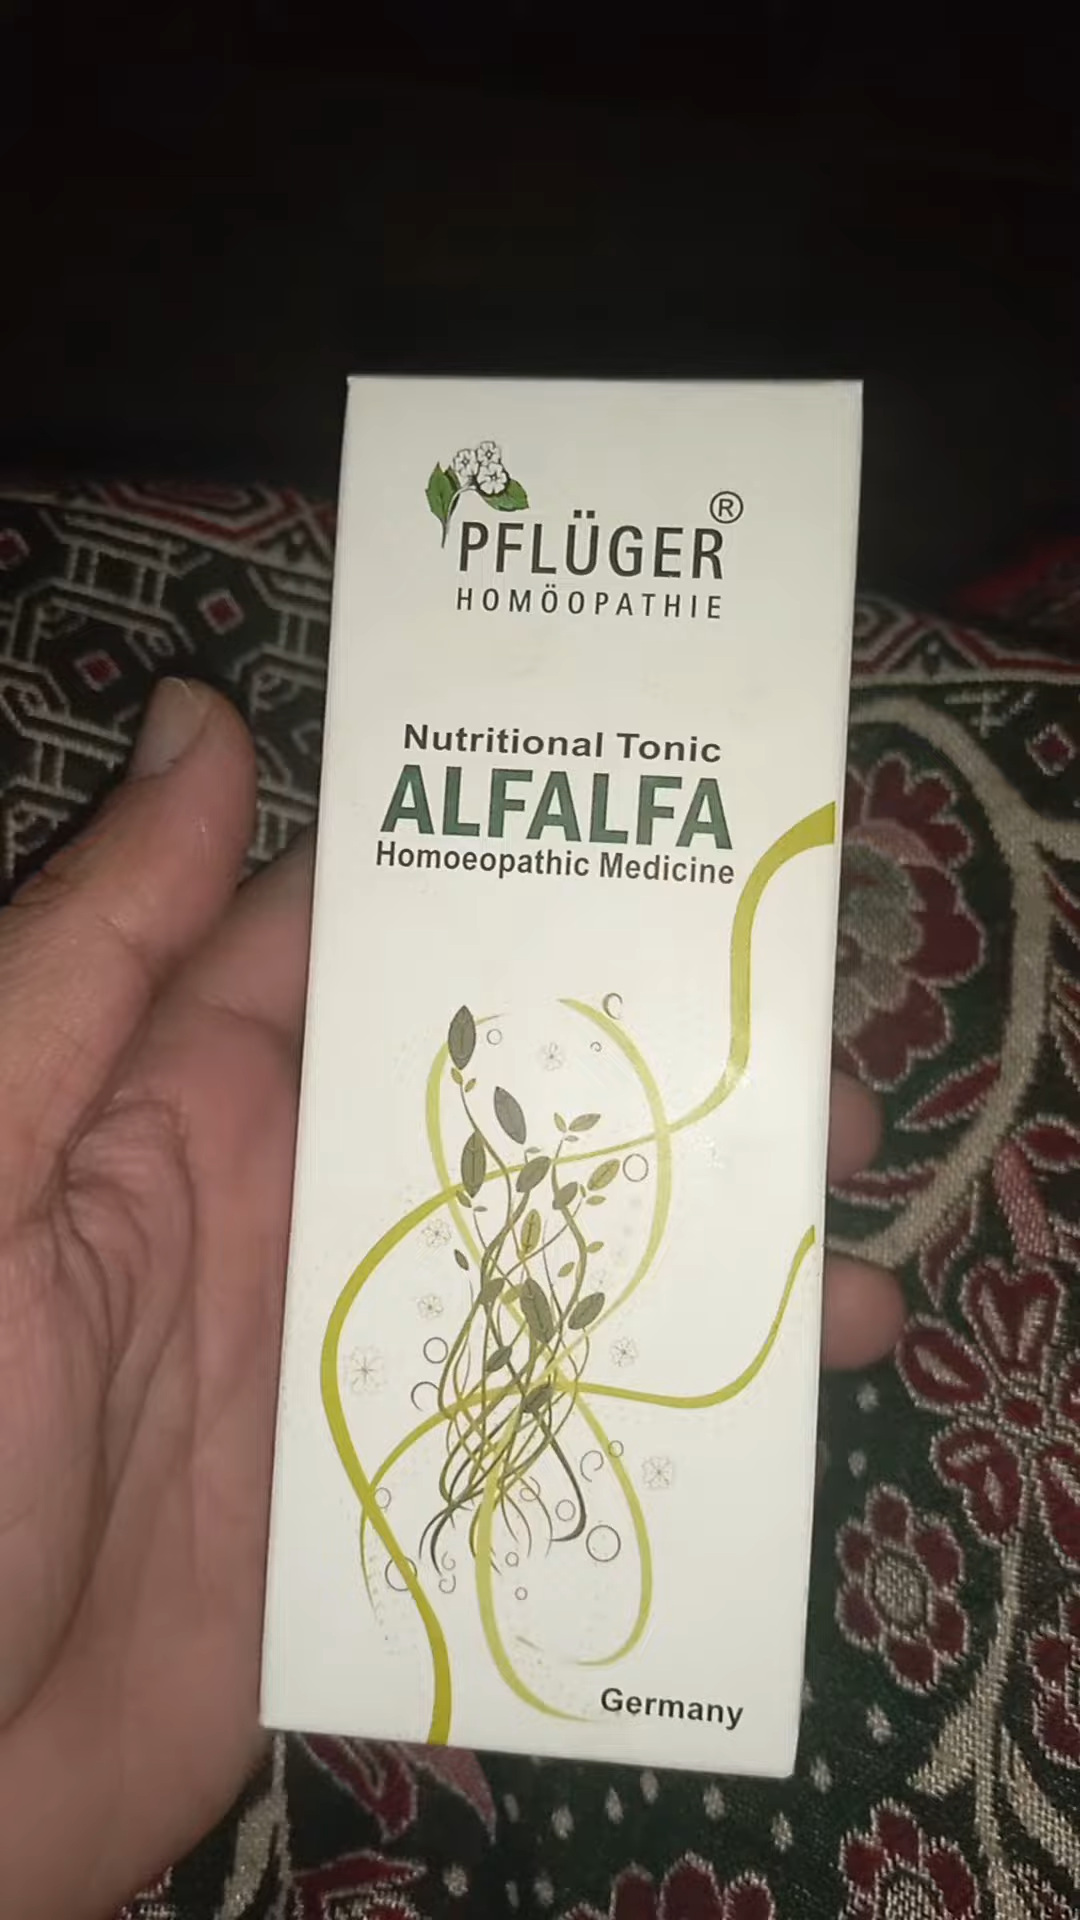 PFLÜGER®
HOMÖOPATHIE
Nutritional Tonic
ALFALFA
Homoeopathic Medicine
Germany